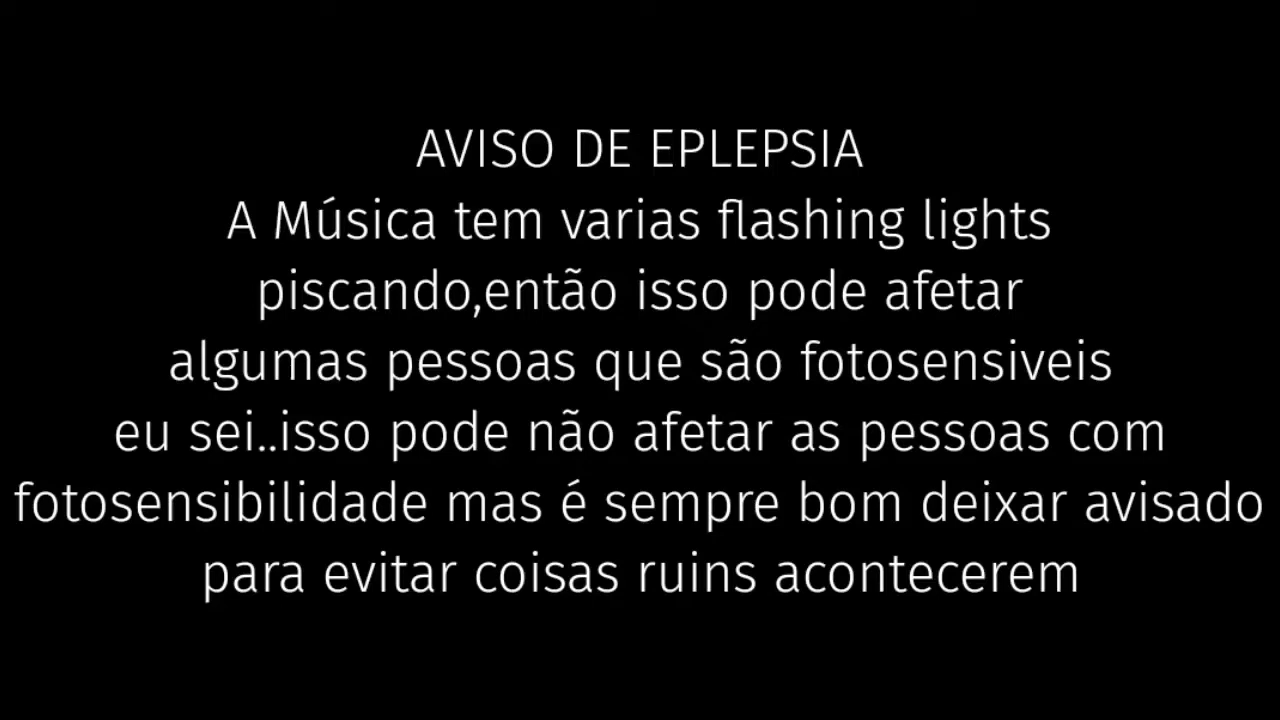 AVISO DE EPLEPSIA
A Música tem varias flashing lights
piscando,então isso pode afetar
algumas pessoas que são fotosensiveis
eu sei..isso pode não afetar as pessoas com
fotosensibilidade mas é sempre bom deixar avisado
para evitar coisas ruins acontecerem